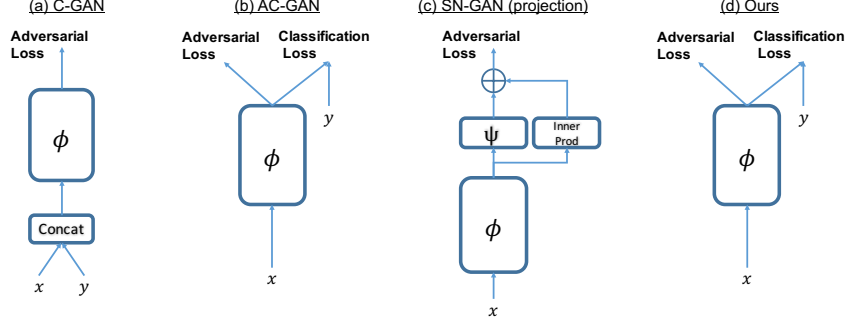 (a) C-GAN
Adversarial
Loss
ϕ
Concat
x y
(b) AC-GAN
Adversarial Classification
Loss Loss
y
ϕ
x
(c) SN-GAN (projection)
Adversarial
Loss
Ψ
Inner
Prod
ϕ
x
(d) Ours
Adversarial Classification
Loss Loss
y
ϕ
x